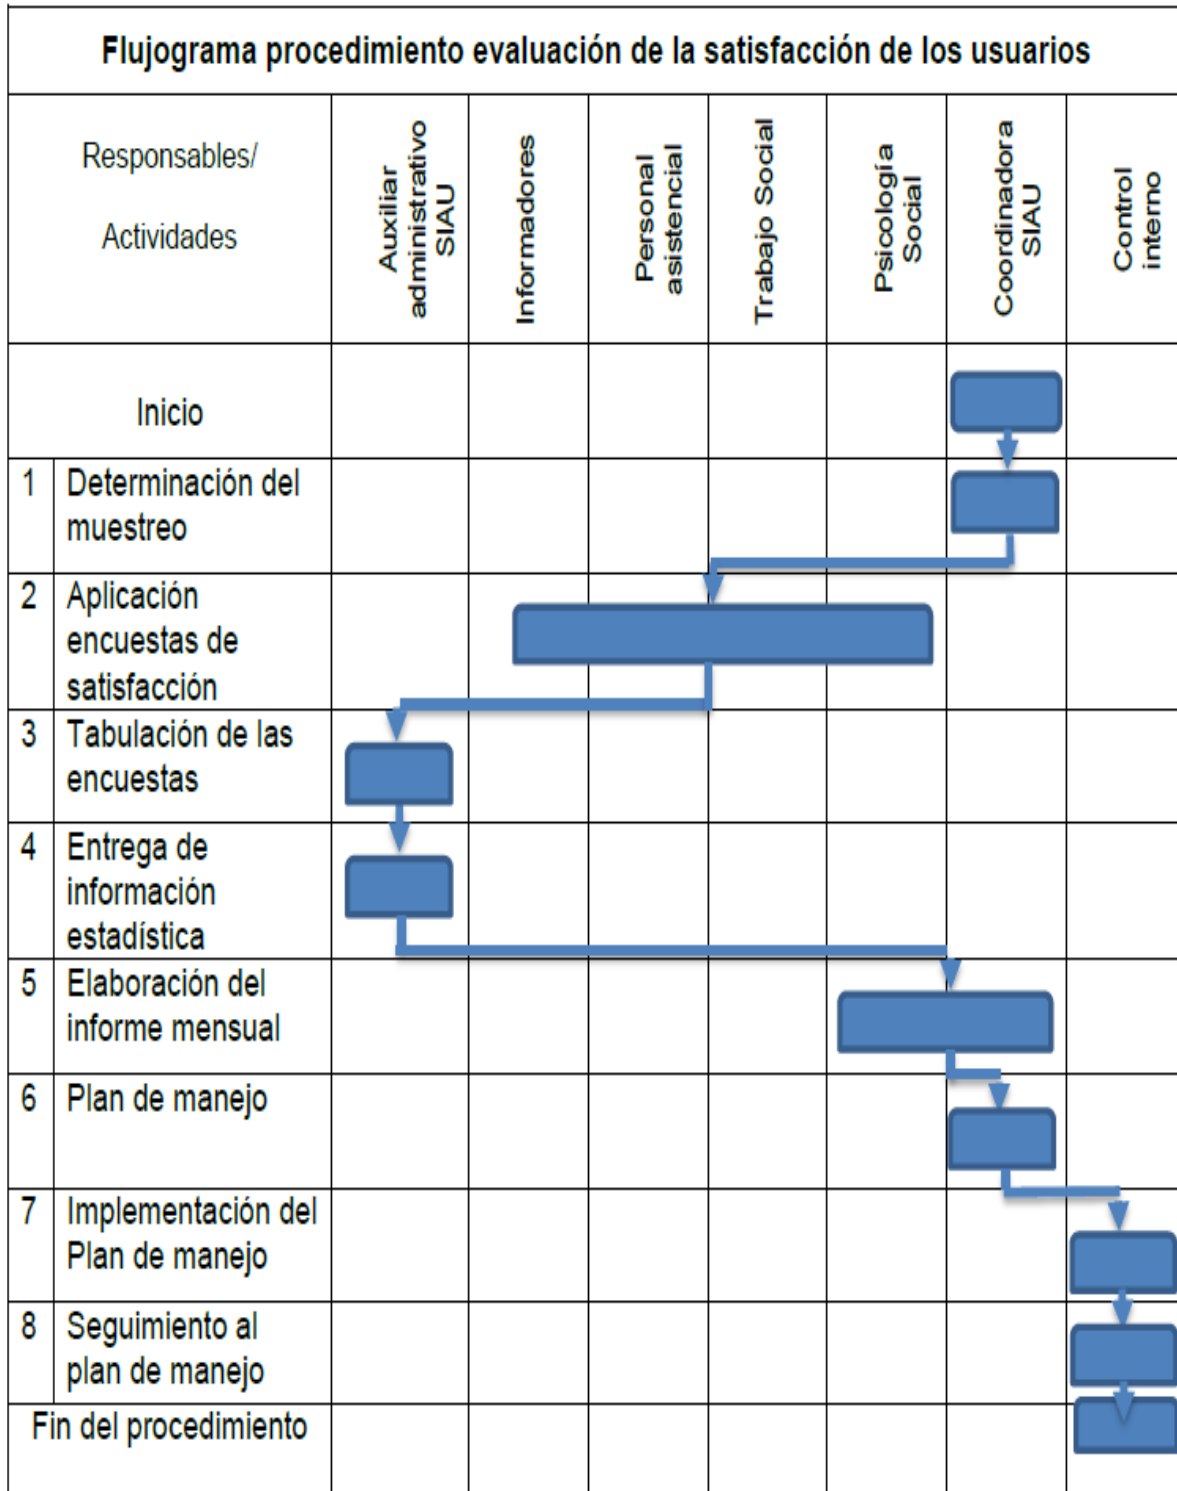 Flujograma procedimiento evaluación de la satisfacción de los usuarios
Responsables/
Actividades
Auxiliar
administrativo
SIAU
Informadores
Personal
asistencial
Trabajo Social
Psicología
Social
Coordinadora
SIAU
Control
interno
Inicio
1 Determinación del
muestreo
2 Aplicación
encuestas de
satisfacción
3 Tabulación de las
encuestas
4 Entrega de
información
estadística
5 Elaboración del
informe mensual
6 Plan de manejo
7 Implementación del
Plan de manejo
8 Seguimiento al
plan de manejo
Fin del procedimiento